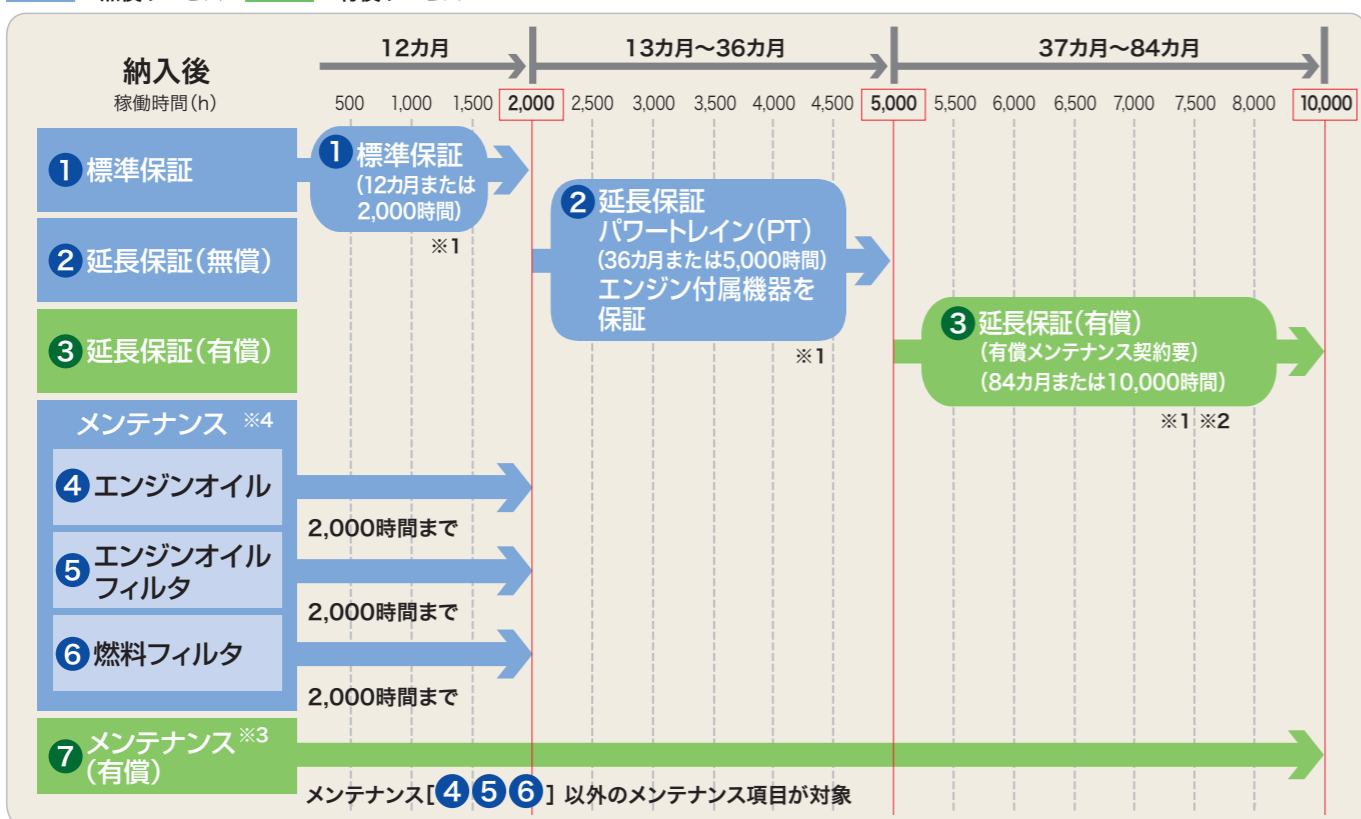 12カ月
13カ月～36カ月
37カ月～84カ月
納入後
稼働時間(h)
500 1,000 1,500 2,000 2,500 3,000 3,500 4,000 4,500 5,000 5,500 6,000 6,500 7,000 7,500 8,000 10,000
1 標準保証
1 標準保証
(12カ月または
2,000時間)
※1
2 延長保証(無償)
2 延長保証
パワートレイン(PT)
(36カ月または5,000時間)
エンジン付属機器を
保証
※1
3 延長保証(有償)
3 延長保証(有償)
(有償メンテナンス契約要)
(84カ月または10,000時間)
※1 ※2
メンテナンス ※4
4 エンジンオイル
2,000時間まで
5 エンジンオイル
フィルタ
2,000時間まで
6 燃料フィルタ
2,000時間まで
7 メンテナンス※3
(有償)
メンテナンス[4 5 6] 以外のメンテナンス項目が対象